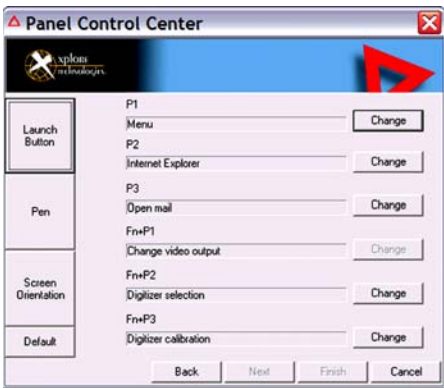 Panel Control Center
Xplore
Technologies.
Launch
Button
Pen
Screen
Orientation
Default
P1
Menu
Change
P2
Internet Explorer
Change
P3
Open mail
Change
Fn+P1
Change video output
Change
Fn+P2
Digitizer selection
Change
Fn+P3
Digitizer calibration
Change
Back
Next
Finish
Cancel